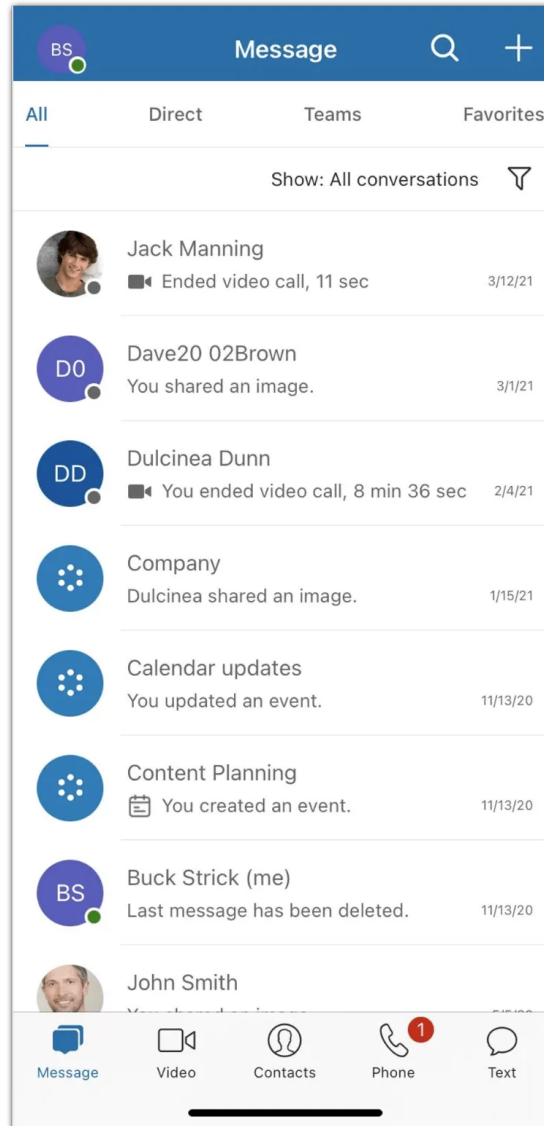 BS
Message
All Direct Teams Favorites
Show: All conversations
Jack Manning
Ended video call, 11 sec 3/12/21
D0
Dave20 02Brown
You shared an image. 3/1/21
DD
Dulcinea Dunn
You ended video call, 8 min 36 sec 2/4/21
Company
Dulcinea shared an image. 1/15/21
Calendar updates
You updated an event. 11/13/20
Content Planning
You created an event. 11/13/20
BS
Buck Strick (me)
Last message has been deleted. 11/13/20
John Smith
1
Message Video Contacts Phone Text